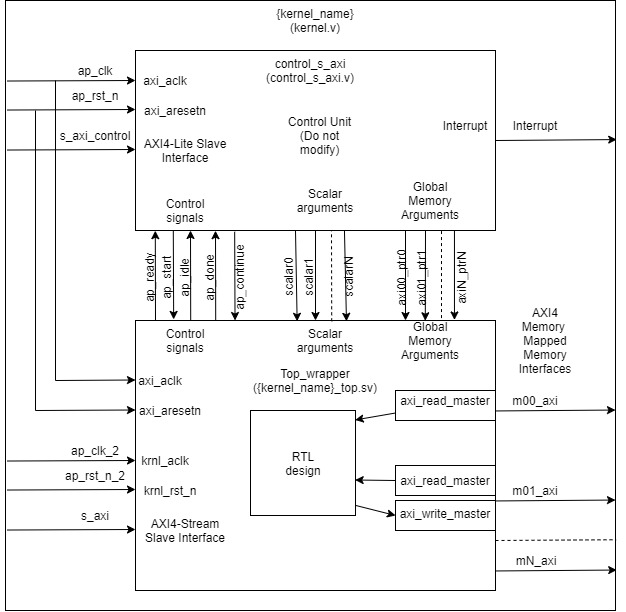 {kernel_name}
(kernel.v)
control_s_axi
(control_s_axi.v)
ap_clk
axi_aclk
ap_rst_n
axi_aresetn
s_axi_control
AXI4-Lite Slave
Interface
Control Unit
(Do not
modify)
Interrupt
Interrupt
Control
signals
Scalar
arguments
Global
Memory
Arguments
ap_ready
ap_start
ap_idle
ap_done
ap_continue
scalar0
scalar1
scalarN
axi00_ptr0
axi01_ptr1
axiN_ptrN
Control
signals
Scalar
arguments
Global
Memory
Arguments
AXI4
Memory
Mapped
Memory
Interfaces
Top_wrapper
({kernel_name}_top.sv)
axi_aclk
axi_aresetn
axi_read_master
m00_axi
ap_clk_2
krnl_aclk
RTL
design
ap_rst_n_2
krnl_rst_n
axi_read_master
m01_axi
s_axi
AXI4-Stream
Slave Interface
axi_write_master
mN_axi